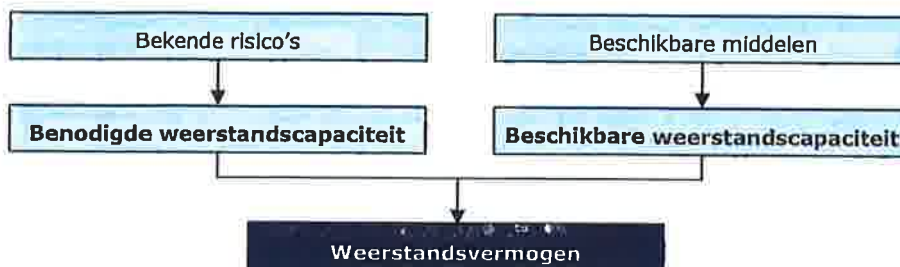 Bekende risico's
Beschikbare middelen
Benodigde weerstandscapaciteit
Beschikbare weerstandscapaciteit
Weerstandsvermogen